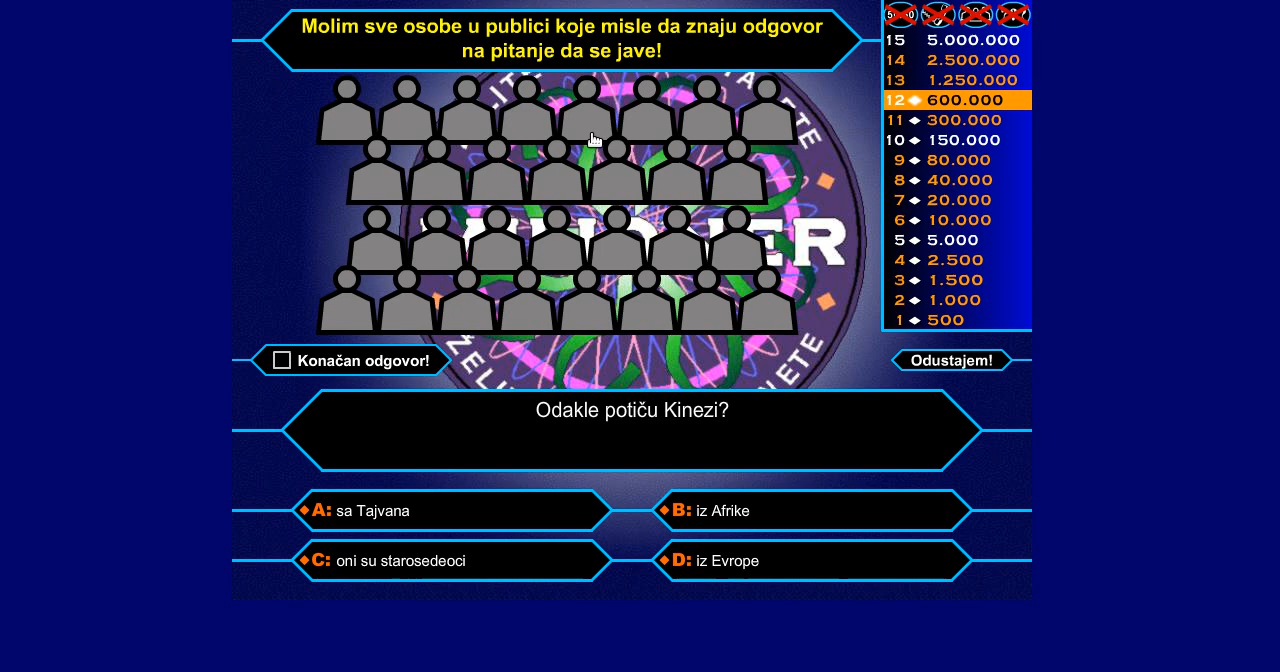 Molim sve osobe u publici koje misle da znaju odgovor
na pitanje da se jave!
15 5.000.000
14 2.500.000
13 1.250.000
12 600.000
11 300.000
10 150.000
9 80.000
8 40.000
7 20.000
6 10.000
5 5.000
4 2.500
3 1.500
2 1.000
1 500
Konačan odgovor!
Odustajem!
Odakle potiču Kinezi?
A: sa Tajvana
B: iz Afrike
C: oni su starosedeoci
D: iz Evrope